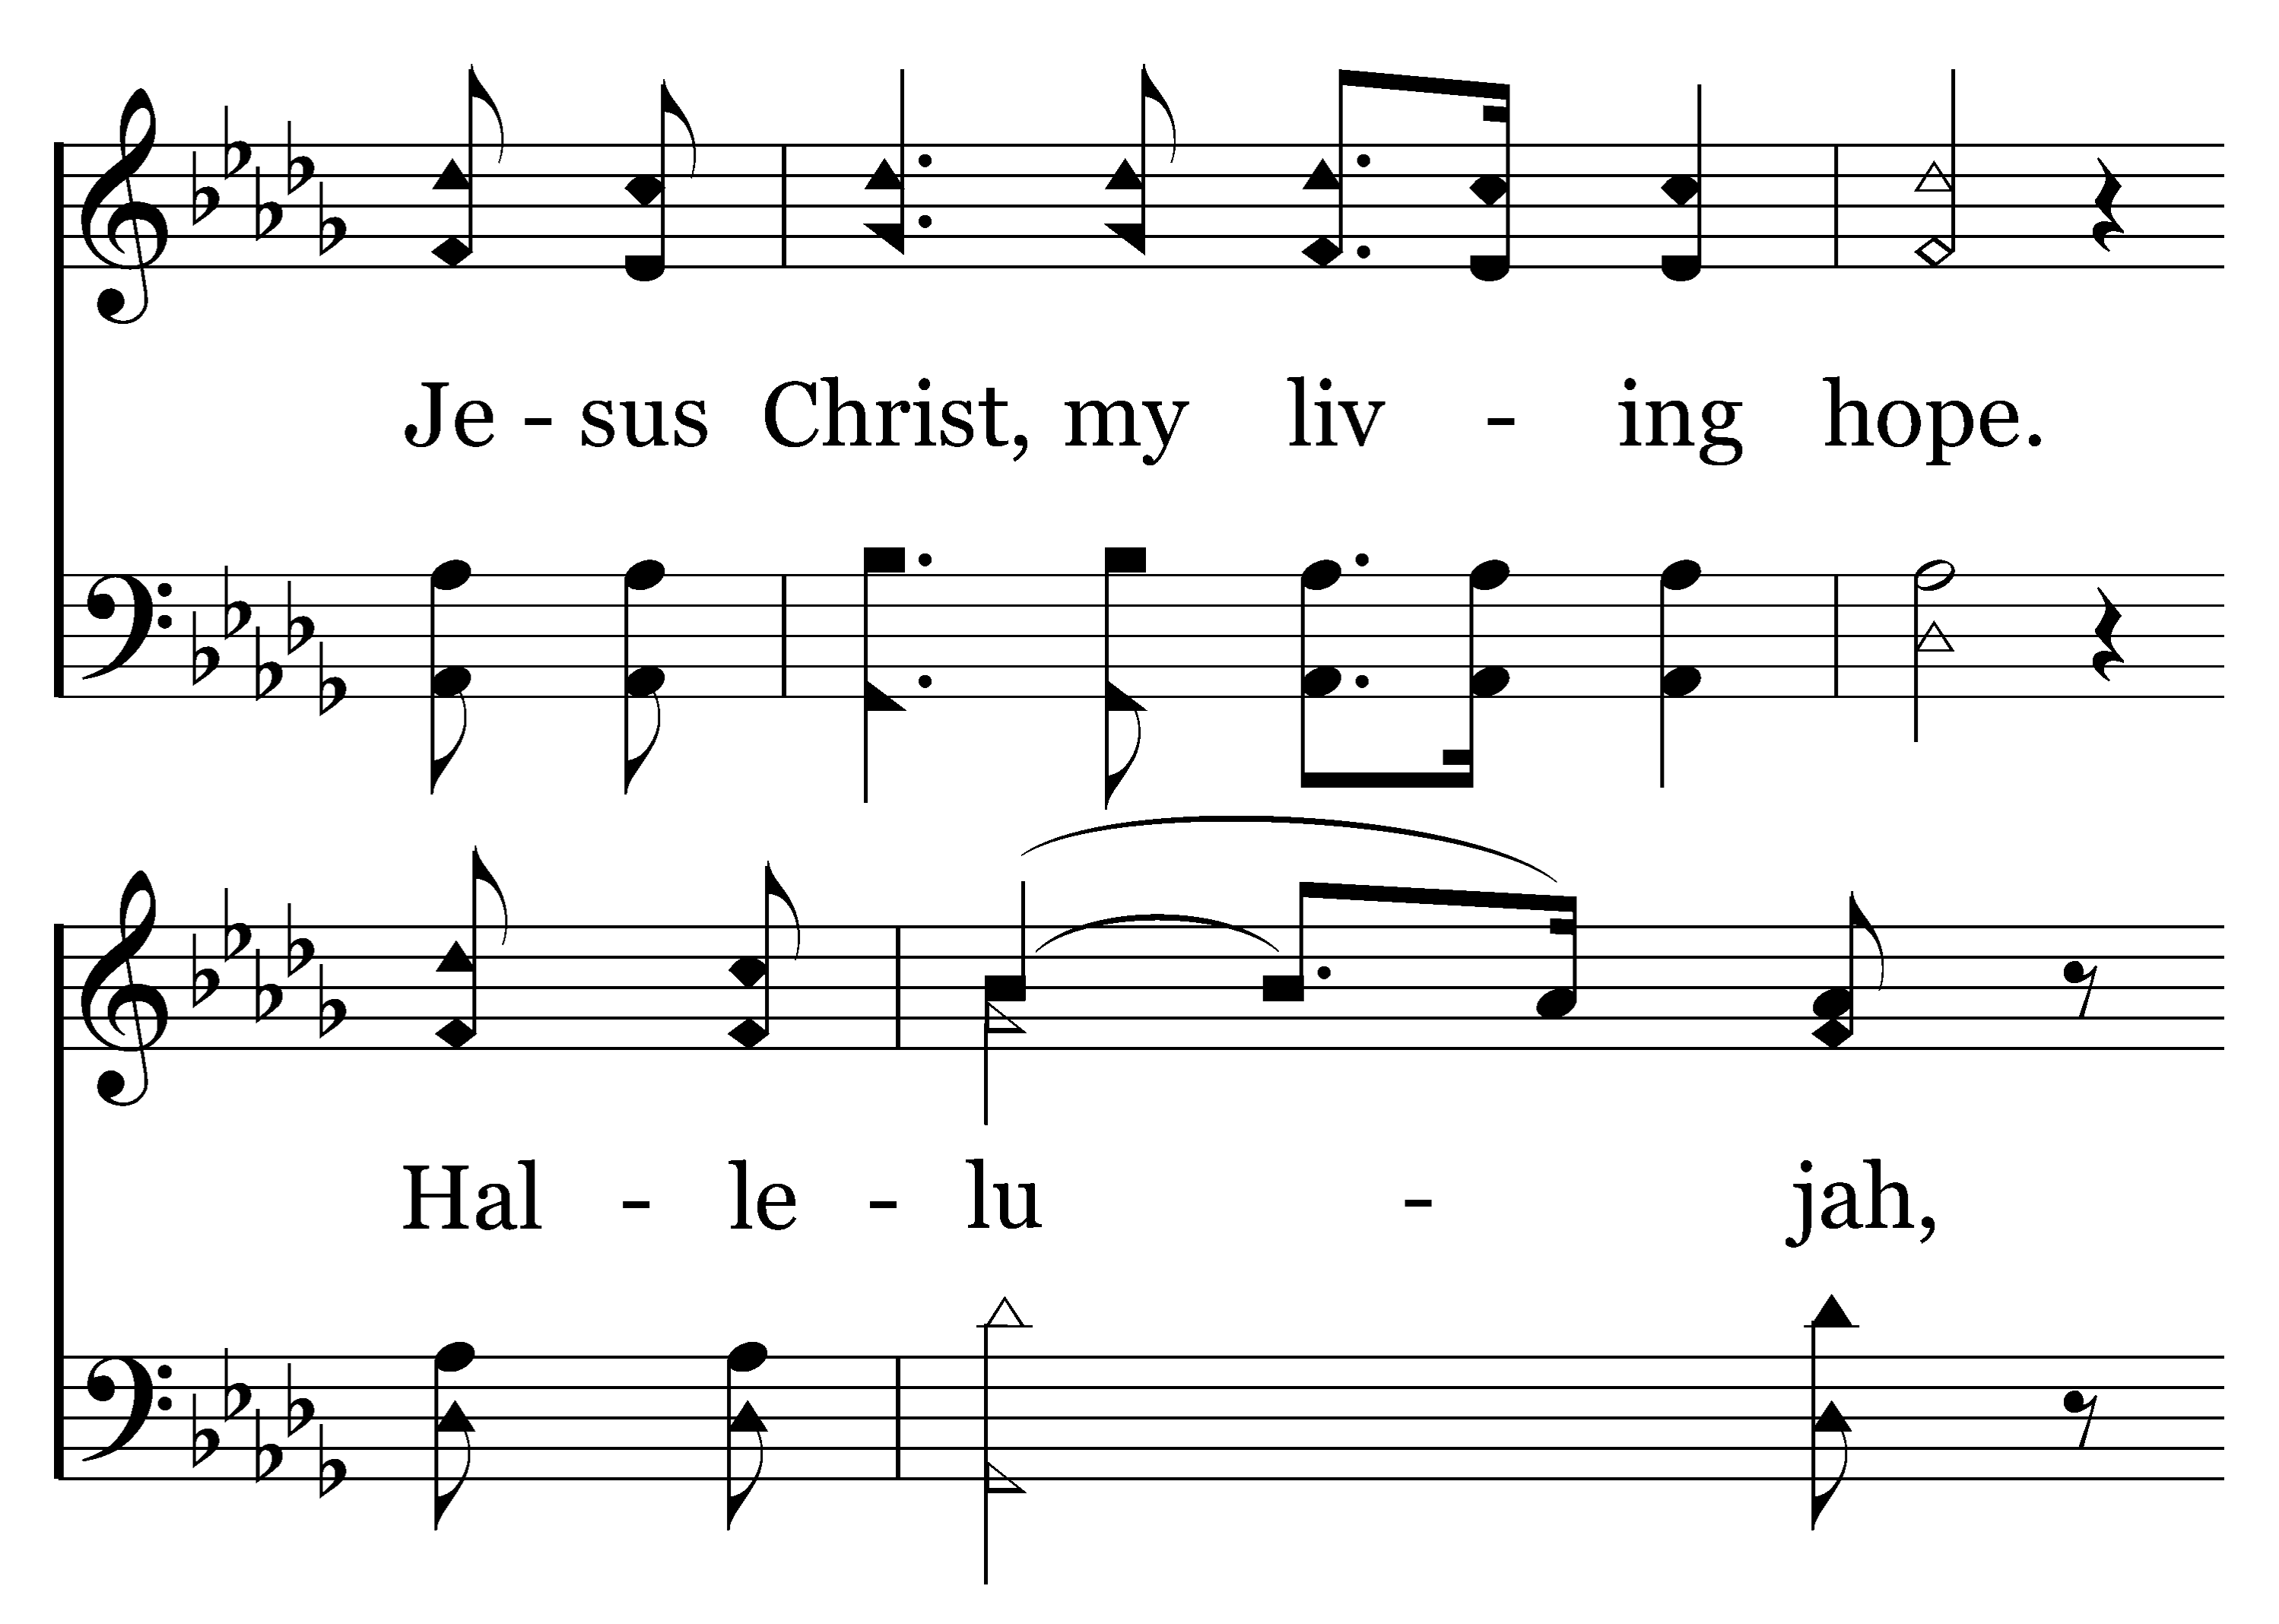 Je - sus Christ, my liv - ing hope.
Hal - le - lu - jah,